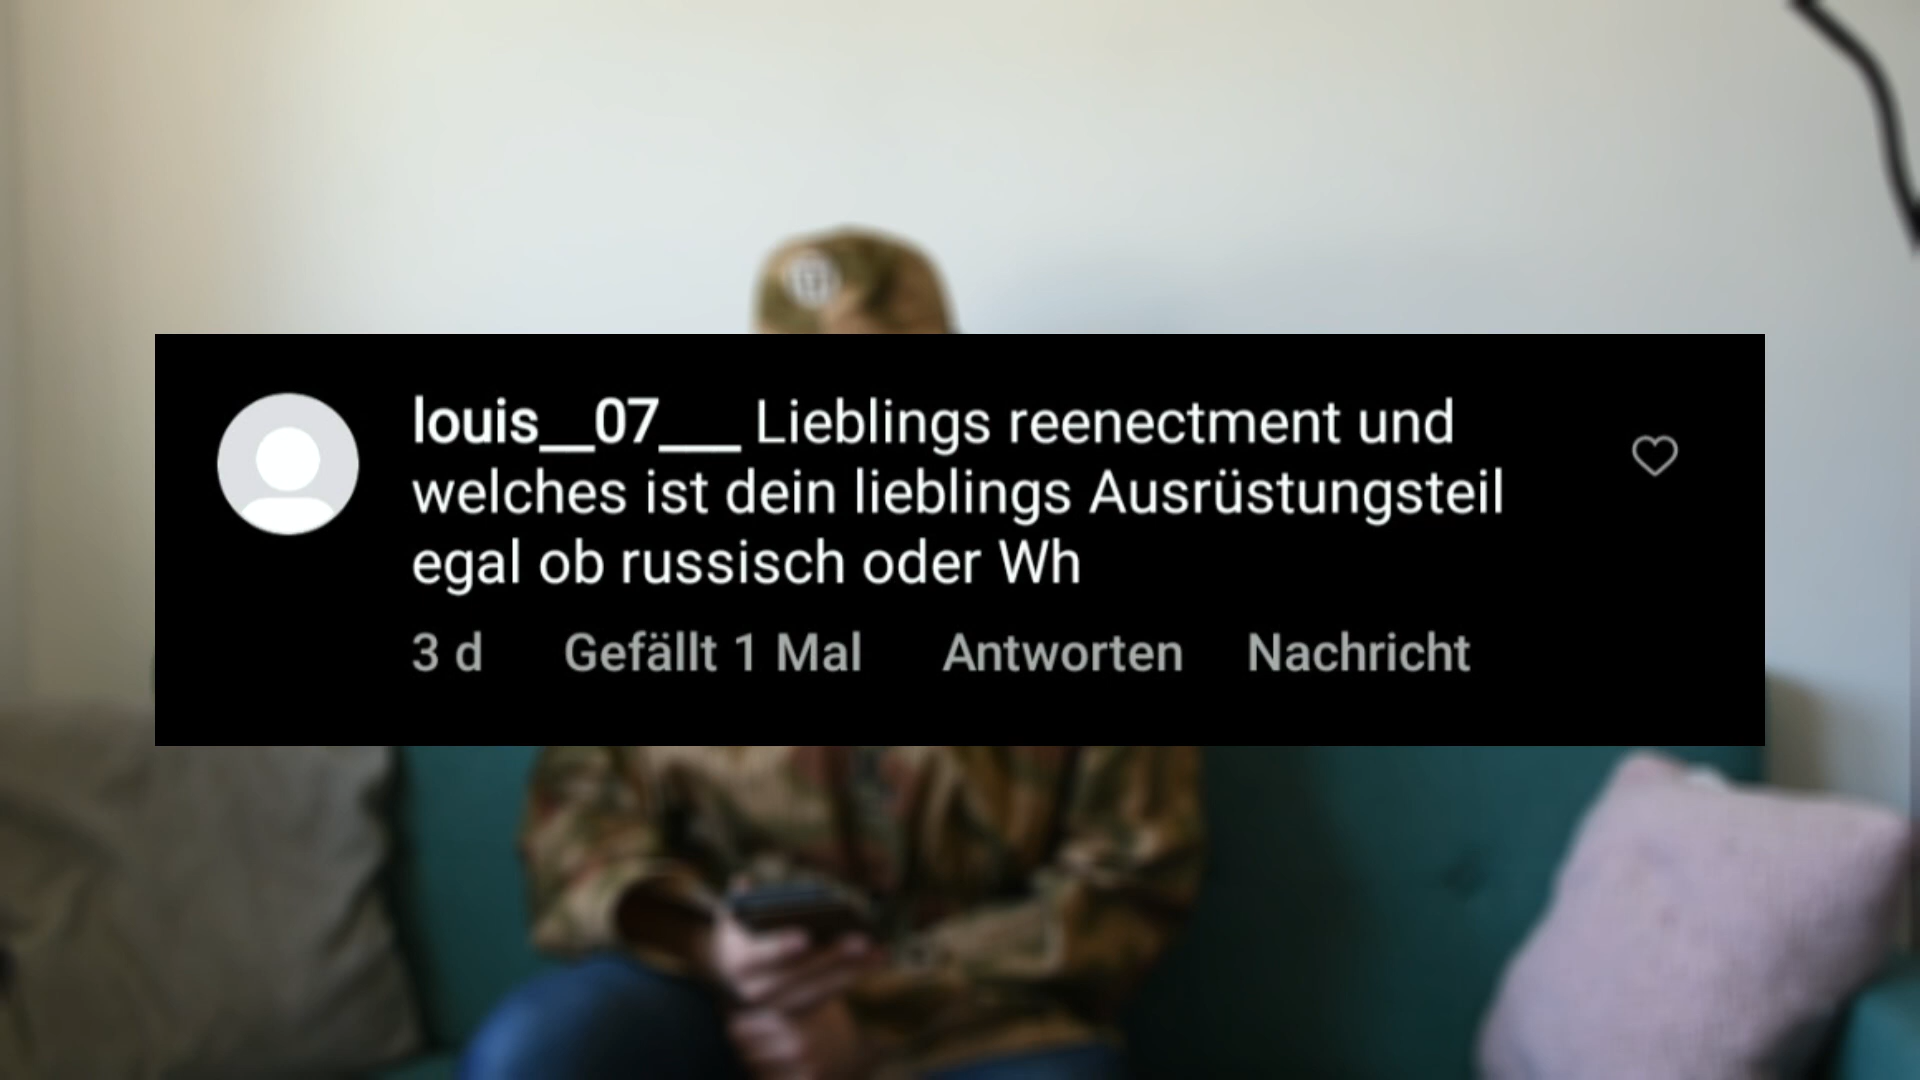 louis__07___ Lieblings reenectment und
welches ist dein lieblings Ausrüstungsteil
egal ob russisch oder Wh
3 d Gefällt 1 Mal Antworten Nachricht